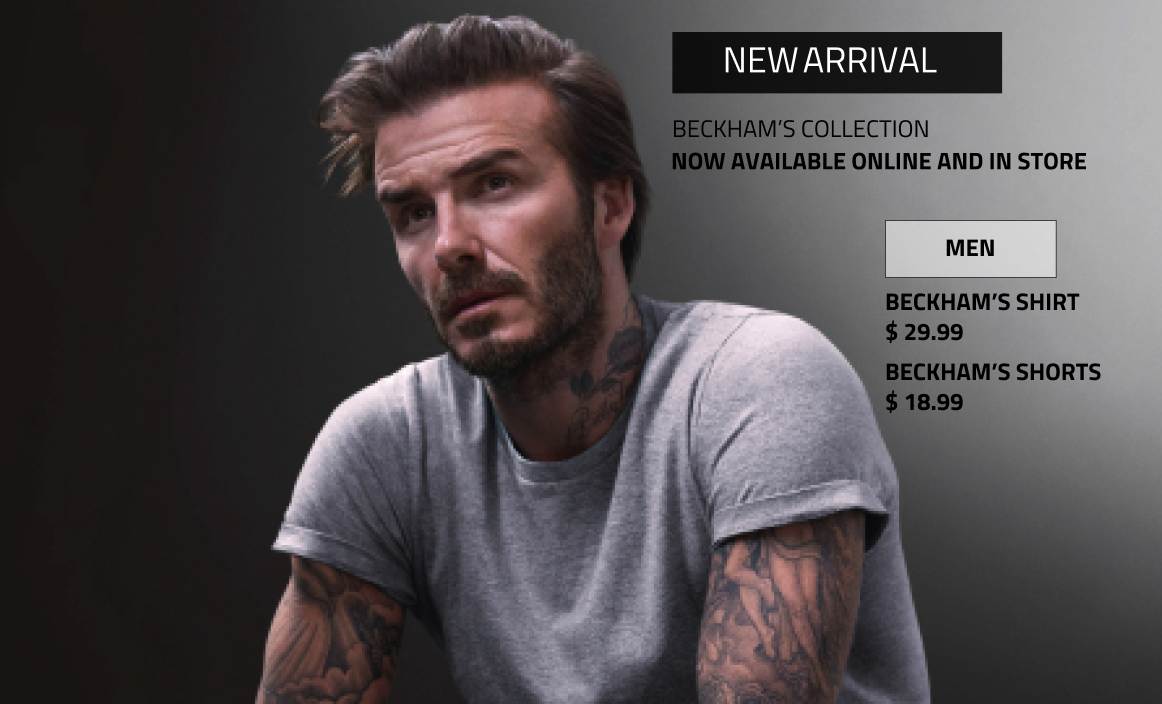 NEW ARRIVAL
BECKHAM’S COLLECTION
NOW AVAILABLE ONLINE AND IN STORE
MEN
BECKHAM’S SHIRT
$ 29.99
BECKHAM’S SHORTS
$ 18.99